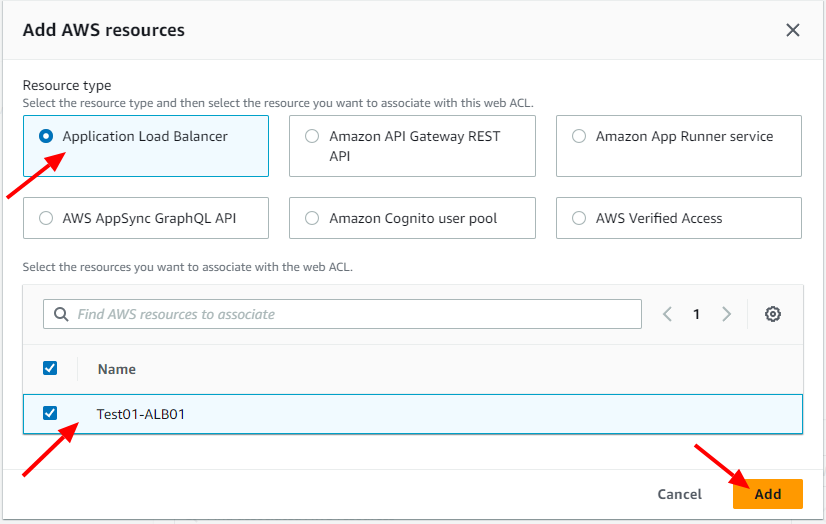 Add AWS resources
Resource type
Select the resource type and then select the resource you want to associate with this web ACL.
Application Load Balancer
Amazon API Gateway REST
API
Amazon App Runner service
AWS AppSync GraphQL API
Amazon Cognito user pool
AWS Verified Access
Select the resources you want to associate with the web ACL.
Find AWS resources to associate
1
Name
Test01-ALB01
Cancel
Add